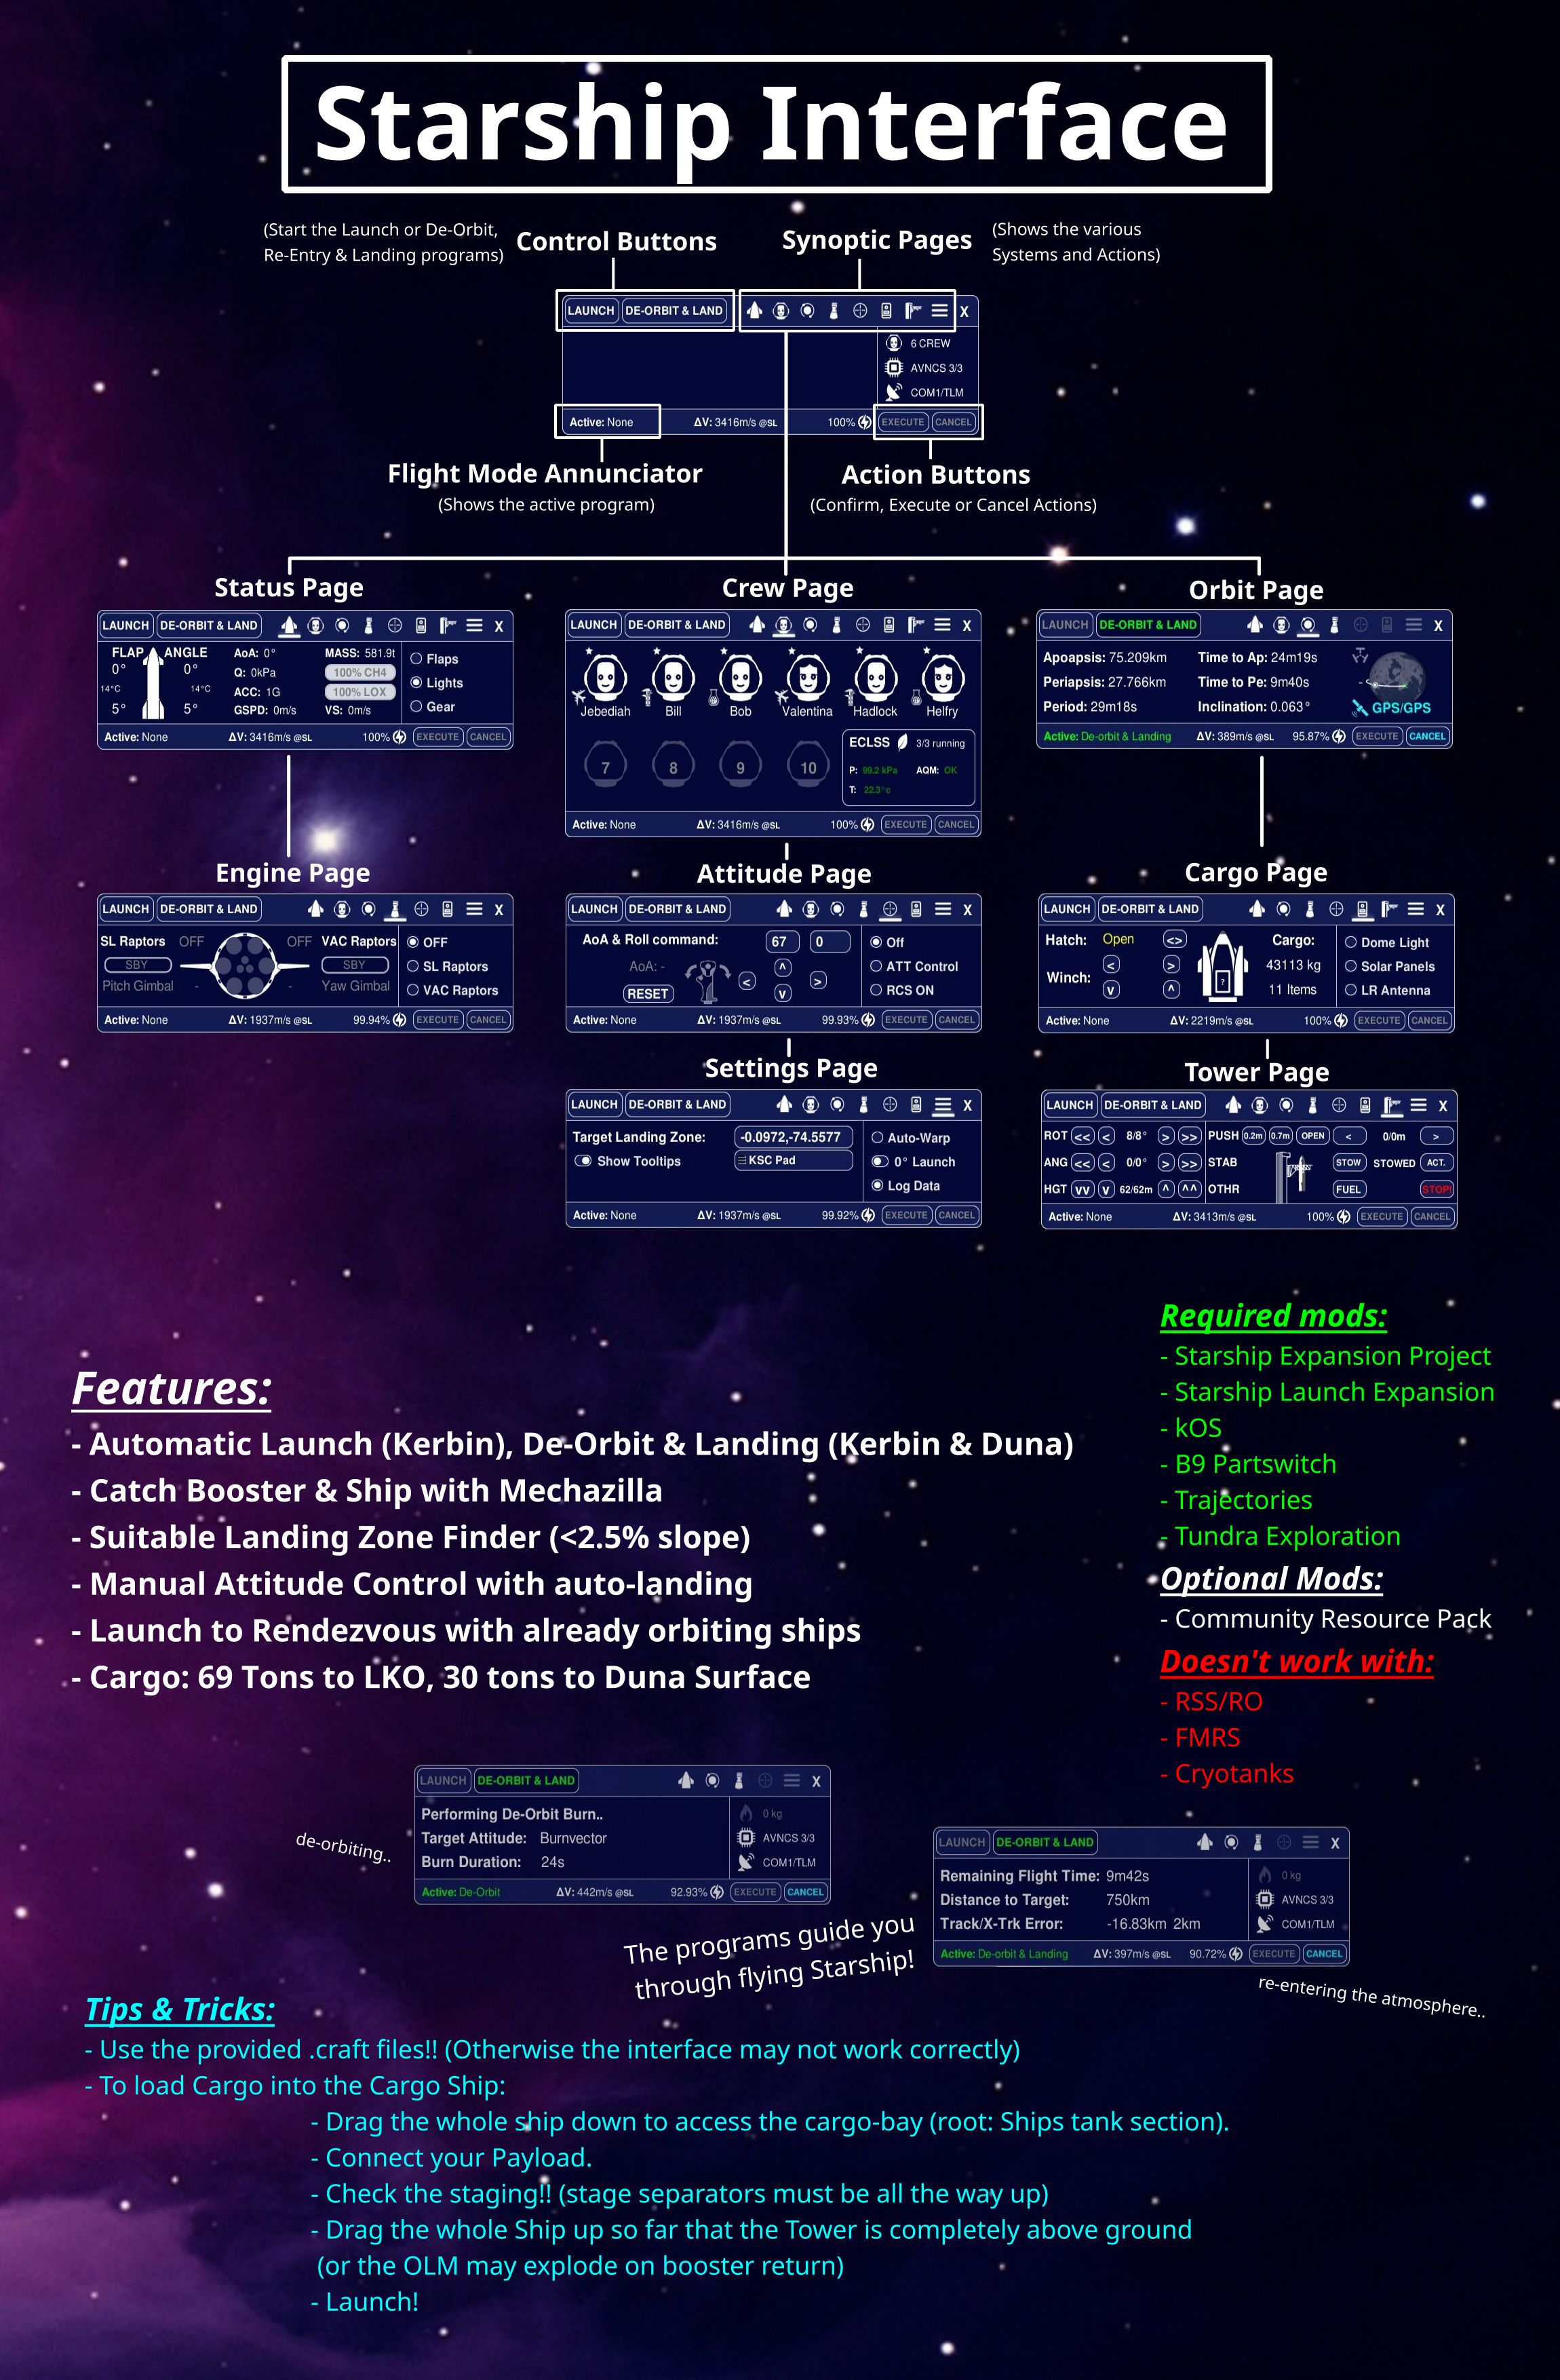 Starship Interface
(Start the Launch or De-Orbit,
Re-Entry & Landing programs)
Control Buttons
Synoptic Pages
(Shows the various
Systems and Actions)
LAUNCH DE-ORBIT & LAND X
6 CREW
AVNCS 3/3
COM1/TLM
Active: None ΔV: 3416m/s @SL 100% EXECUTE CANCEL
Flight Mode Annunciator
(Shows the active program)
Action Buttons
(Confirm, Execute or Cancel Actions)
Status Page
LAUNCH DE-ORBIT & LAND X
FLAP ANGLE AoA: 0° MASS: 581.9t Flaps
0° 0° Q: 0kPa 100% CH4
14°C 14°C ACC: 1G 100% LOX Lights
5° 5° GSPD: 0m/s VS: 0m/s Gear
Active: None ΔV: 3416m/s @SL 100% EXECUTE CANCEL
Crew Page
LAUNCH DE-ORBIT & LAND X
Jebediah Bill Bob Valentina Hadlock Helfry
7 8 9 10
ECLSS 3/3 running
P: 99.2 kPa AQM: OK
T: 22.3°c
Active: None ΔV: 3416m/s @SL 100% EXECUTE CANCEL
Orbit Page
LAUNCH DE-ORBIT & LAND X
Apoapsis: 75.209km Time to Ap: 24m19s
Periapsis: 27.766km Time to Pe: 9m40s
Period: 29m18s Inclination: 0.063° GPS/GPS
Active: De-orbit & Landing ΔV: 389m/s @SL 95.87% EXECUTE CANCEL
Engine Page
LAUNCH DE-ORBIT & LAND X
SL Raptors OFF OFF VAC Raptors OFF
SBY SBY SL Raptors
Pitch Gimbal - - Yaw Gimbal VAC Raptors
Active: None ΔV: 1937m/s @SL 99.94% EXECUTE CANCEL
Attitude Page
LAUNCH DE-ORBIT & LAND X
AoA & Roll command: 67 0 Off
AoA: - < ^ > ATT Control
RESET v RCS ON
Active: None ΔV: 1937m/s @SL 99.93% EXECUTE CANCEL
Cargo Page
LAUNCH DE-ORBIT & LAND X
Hatch: Open <> Cargo: Dome Light
Winch: < > ? 43113 kg Solar Panels
v ^ 11 Items LR Antenna
Active: None ΔV: 2219m/s @SL 100% EXECUTE CANCEL
Settings Page
LAUNCH DE-ORBIT & LAND X
Target Landing Zone: -0.0972,-74.5577 Auto-Warp
Show Tooltips KSC Pad 0° Launch
Log Data
Active: None ΔV: 1937m/s @SL 99.92% EXECUTE CANCEL
Tower Page
LAUNCH DE-ORBIT & LAND X
ROT << < 8/8° > >> PUSH 0.2m 0.7m OPEN < 0/0m >
ANG << < 0/0° > >> STAB STOW STOWED ACT.
HGT vv v 62/62m ^ ^^ OTHR FUEL STOP!
Active: None ΔV: 3413m/s @SL 100% EXECUTE CANCEL
Features:
- Automatic Launch (Kerbin), De-Orbit & Landing (Kerbin & Duna)
- Catch Booster & Ship with Mechazilla
- Suitable Landing Zone Finder (<2.5% slope)
- Manual Attitude Control with auto-landing
- Launch to Rendezvous with already orbiting ships
- Cargo: 69 Tons to LKO, 30 tons to Duna Surface
Required mods:
- Starship Expansion Project
- Starship Launch Expansion
- kOS
- B9 Partswitch
- Trajectories
- Tundra Exploration
Optional Mods:
- Community Resource Pack
Doesn't work with:
- RSS/RO
- FMRS
- Cryotanks
de-orbiting..
LAUNCH DE-ORBIT & LAND X
Performing De-Orbit Burn.. 0 kg
Target Attitude: Burnvector AVNCS 3/3
Burn Duration: 24s COM1/TLM
Active: De-Orbit ΔV: 442m/s @SL 92.93% EXECUTE CANCEL
LAUNCH DE-ORBIT & LAND X
Remaining Flight Time: 9m42s 0 kg
Distance to Target: 750km AVNCS 3/3
Track/X-Trk Error: -16.83km 2km COM1/TLM
Active: De-orbit & Landing ΔV: 397m/s @SL 90.72% EXECUTE CANCEL
The programs guide you
through flying Starship!
re-entering the atmosphere..
Tips & Tricks:
- Use the provided .craft files!! (Otherwise the interface may not work correctly)
- To load Cargo into the Cargo Ship:
- Drag the whole ship down to access the cargo-bay (root: Ships tank section).
- Connect your Payload.
- Check the staging!! (stage separators must be all the way up)
- Drag the whole Ship up so far that the Tower is completely above ground
(or the OLM may explode on booster return)
- Launch!